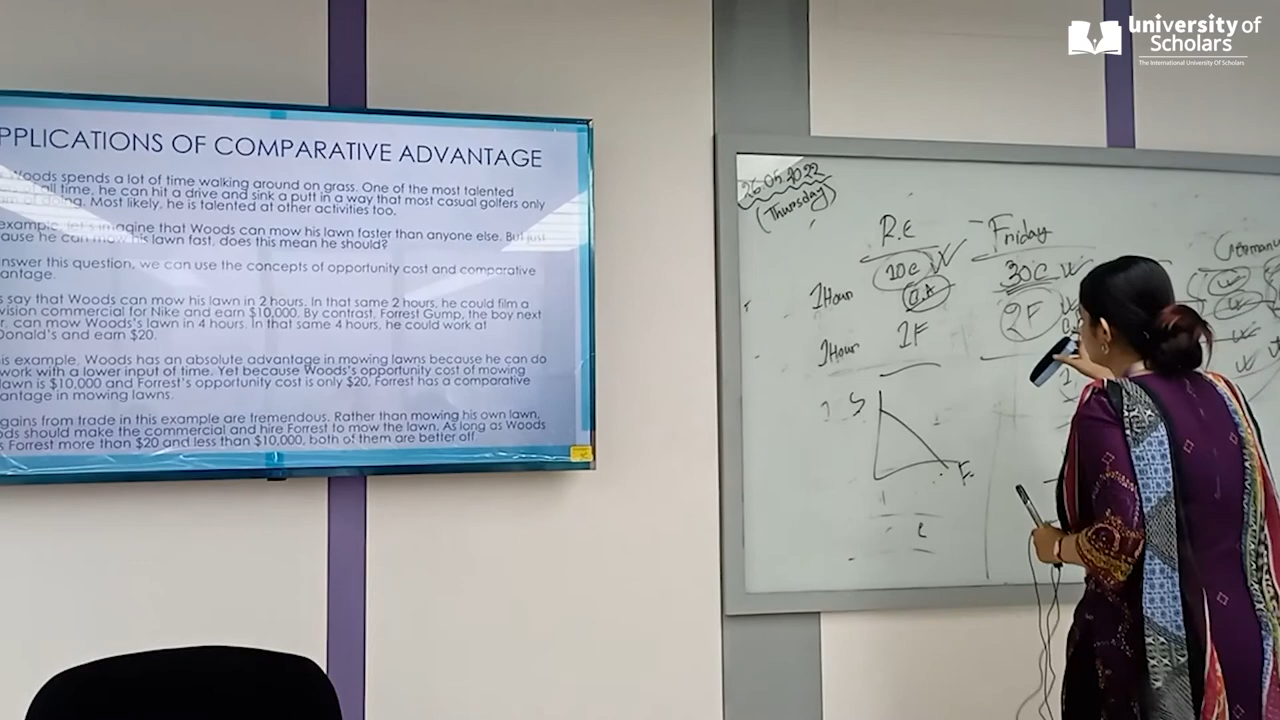 university of
Scholars
The International University Of Scholars
PPLICATIONS OF COMPARATIVE ADVANTAGE
Woods spends a lot of time walking around on grass. One of the most talented
all time, he can hit a drive and sink a putt in a way that most casual golfers only
of doing. Most likely, he is talented at other activities too.
example, let's imagine that Woods can mow his lawn faster than anyone else. But just
ause he can mow his lawn fast, does this mean he should?
nswer this question, we can use the concepts of opportunity cost and comparative
antage.
s say that Woods can mow his lawn in 2 hours. In that same 2 hours, he could film a
vision commercial for Nike and earn $10,000. By contrast, Forrest Gump, the boy next
r, can mow Woods's lawn in 4 hours. In that same 4 hours, he could work at
Donald's and earn $20.
is example, Woods has an absolute advantage in mowing lawns because he can do
work with a lower input of time. Yet because Woods's opportunity cost of mowing
lawn is $10,000 and Forrest's opportunity cost is only $20, Forrest has a comparative
antage in mowing lawns.
gains from trade in this example are tremendous. Rather than mowing his own lawn,
ods should make the commercial and hire Forrest to mow the lawn. As long as Woods
s Forrest more than $20 and less than $10,000, both of them are better off.
26.05.2022
(Thursday)
R.C Friday
10C 30C
1Hour
2F
1Hour 1F
S
F
C